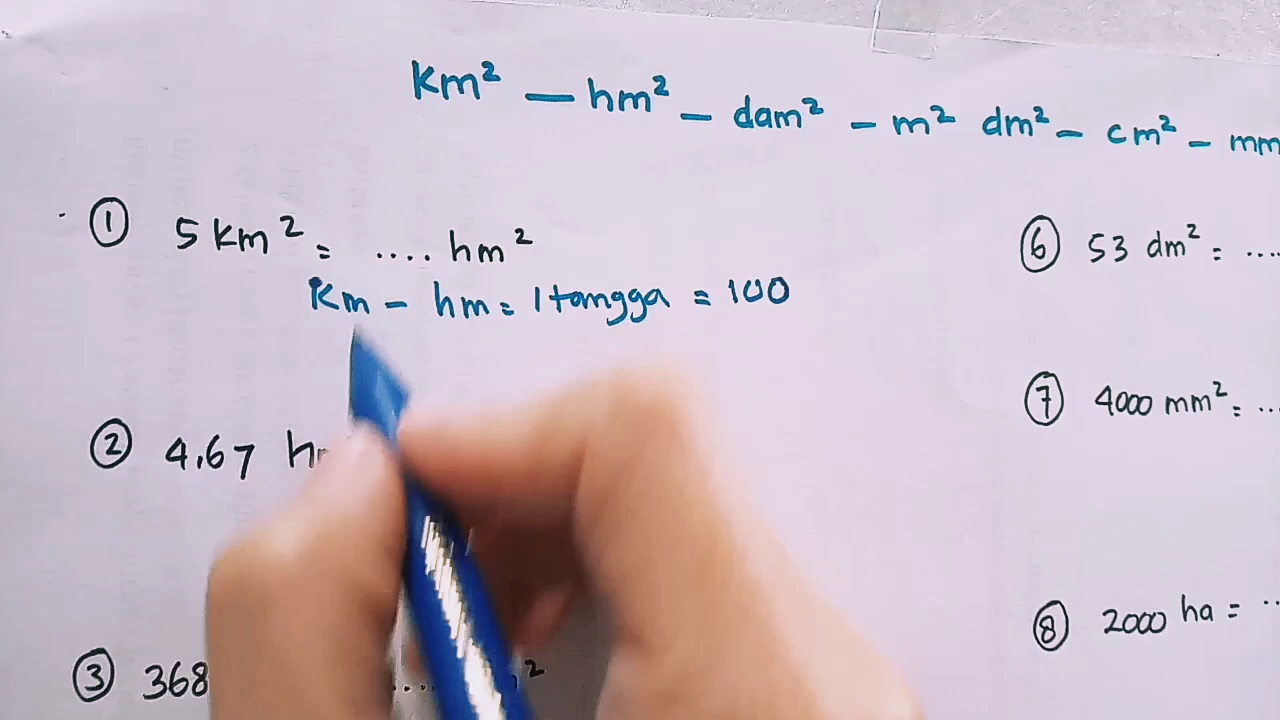 km² – hm² – dam² – m² dm² – cm² – mm
① 5 km² = .... hm²
km – hm = 1 tangga = 100
② 4,67
③ 368
⑥ 53 dm² = ....
⑦ 4000 mm² = ...
⑧ 2000 ha = ..